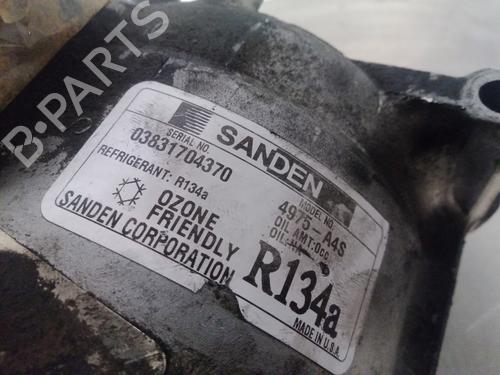 SANDEN
SERIAL NO.
03831704370
MODEL NO.
4975-A4S
REFRIGERANT: R134a
OIL AMT:0cc
OIL:
OZONE
FRIENDLY
SANDEN CORPORATION
R134a
MADE IN U.S.A.
B-PARTS